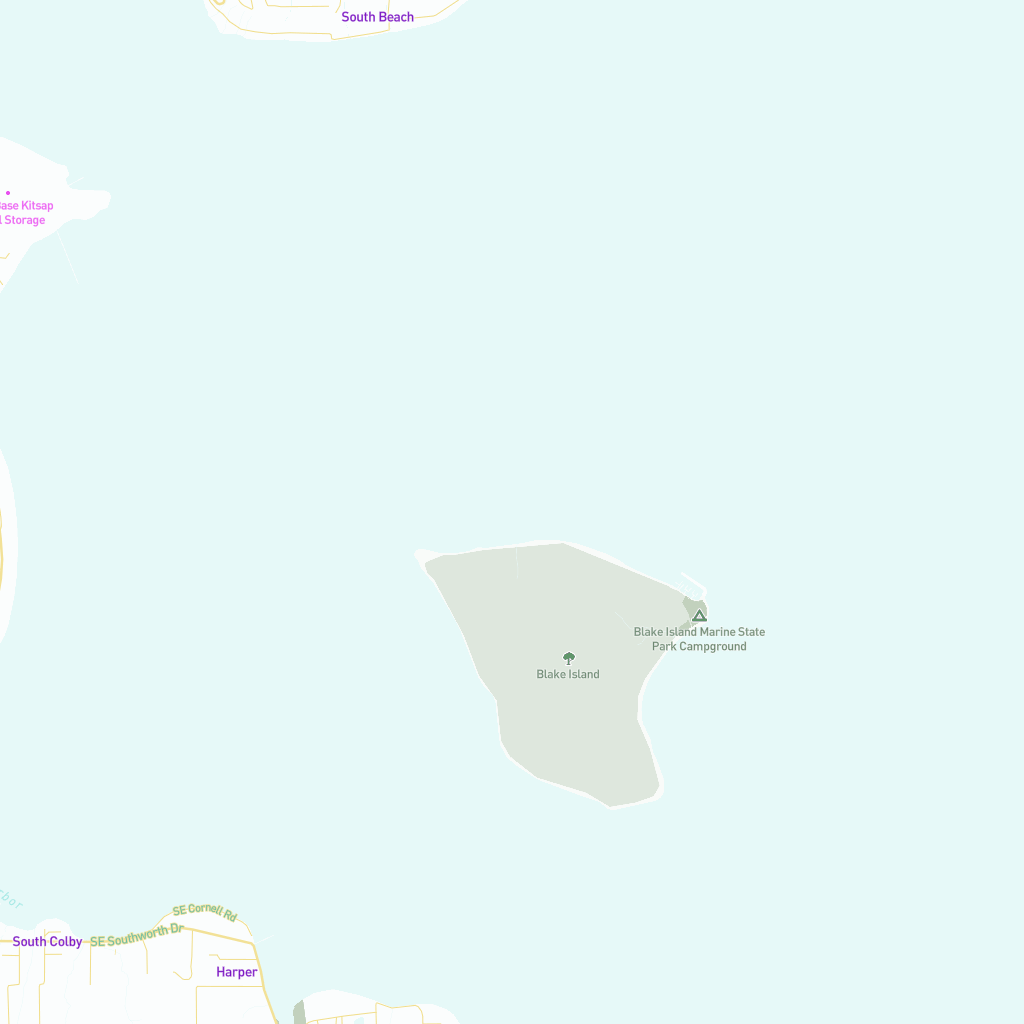 South Beach
Base Kitsap
Storage
Blake Island Marine State
Park Campground
Blake Island
SE Cornell Rd
SE Southworth Dr
South Colby
Harper